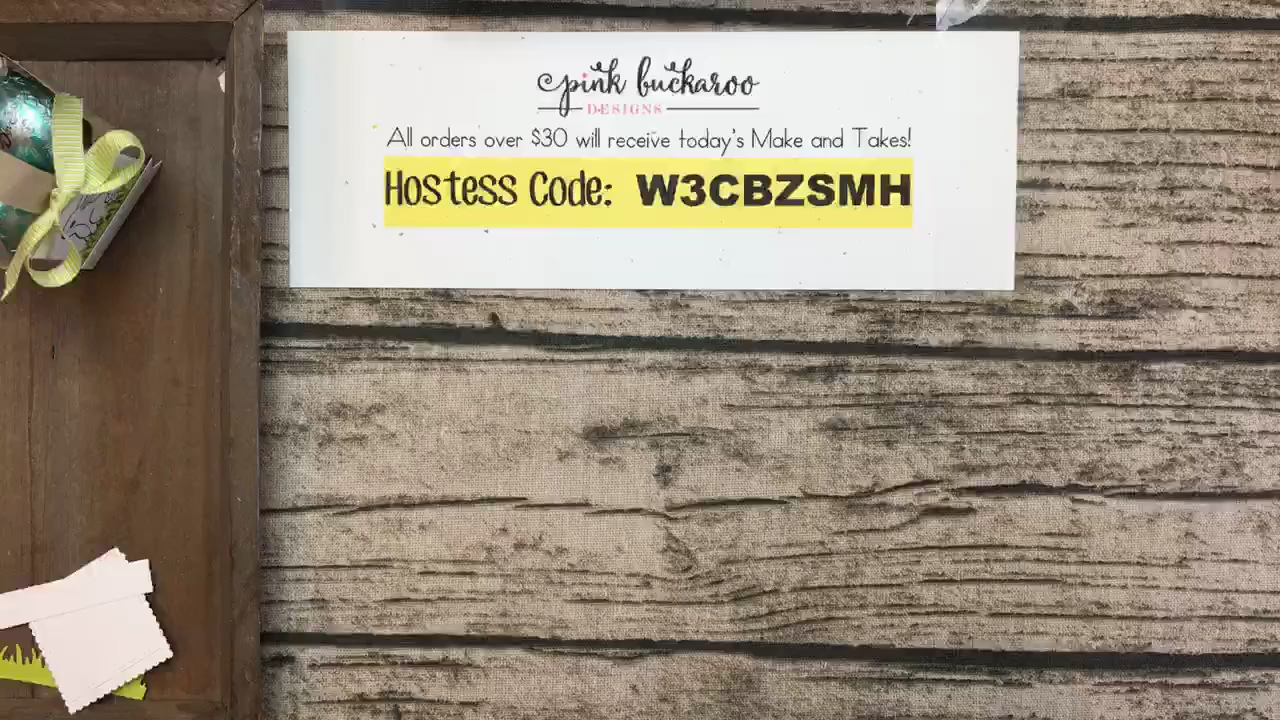 pink buckaroo
DESIGNS
All orders over $30 will receive today's Make and Takes!
Hostess Code: W3CBZSMH